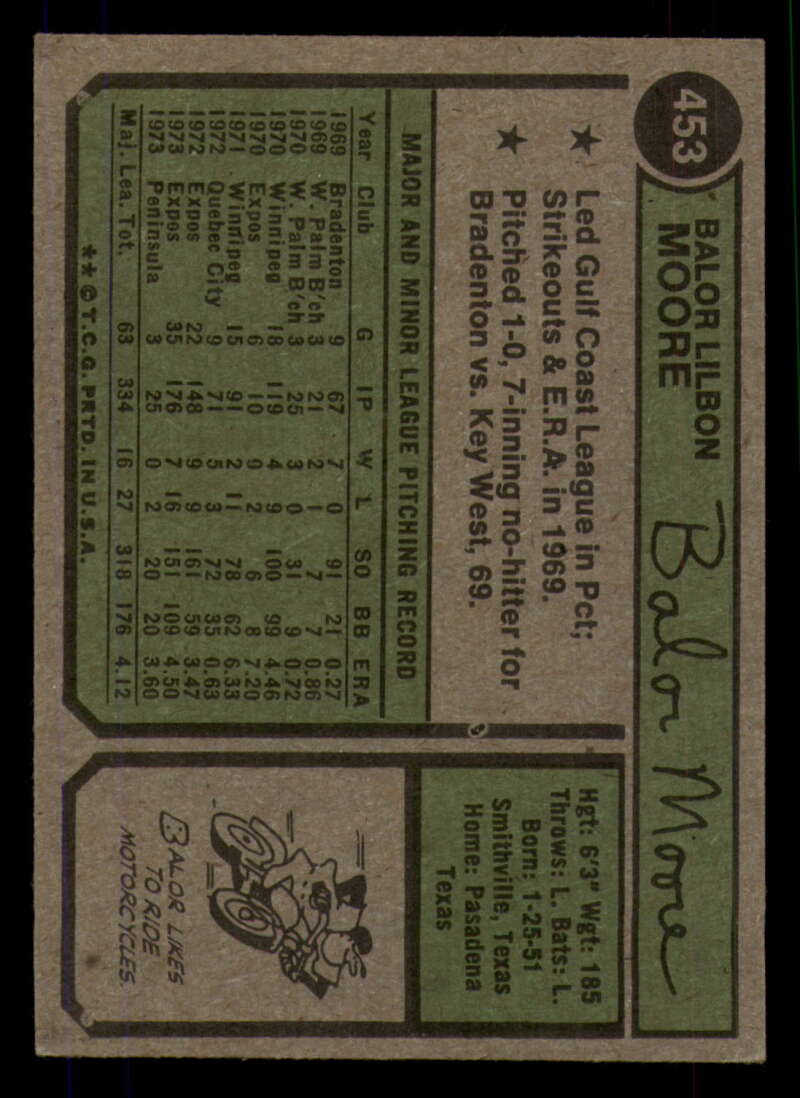 453
BALOR LILBON
MOORE
Balor Moore
★ Led Gulf Coast League in Pct;
Strikeouts & E.R.A. in 1969.
★ Pitched 1-0, 7-inning no-hitter for
Bradenton vs. Key West, 69.
MAJOR AND MINOR LEAGUE PITCHING RECORD
Year Club G IP W L SO BB ERA
1969 Bradenton 9 67 7 0 91 21 0.27
1969 W. Palm B'ch 3 21 2 1 7 7 0.86
1970 W. Palm B'ch 3 25 3 0 31 9 0.72
1970 Winnipeg 18 119 4 9 100 99 4.46
1970 Expos 6 10 0 2 6 8 7.20
1971 Winnipeg 15 91 2 11 78 62 6.33
1972 Quebec City 9 71 5 3 72 35 0.63
1972 Expos 22 148 9 9 161 59 3.47
1973 Expos 35 176 7 16 151 109 4.50
1973 Peninsula 3 25 0 2 20 20 3.60
Maj. Lea. Tot. 63 334 16 27 318 176 4.12
** © T.C.G. PRTD. IN U.S.A.
Hgt: 6'3" Wgt: 185
Throws: L. Bats: L.
Born: 1-25-51
Smithville, Texas
Home: Pasadena
Texas
BALOR LIKES
TO RIDE
MOTORCYCLES.